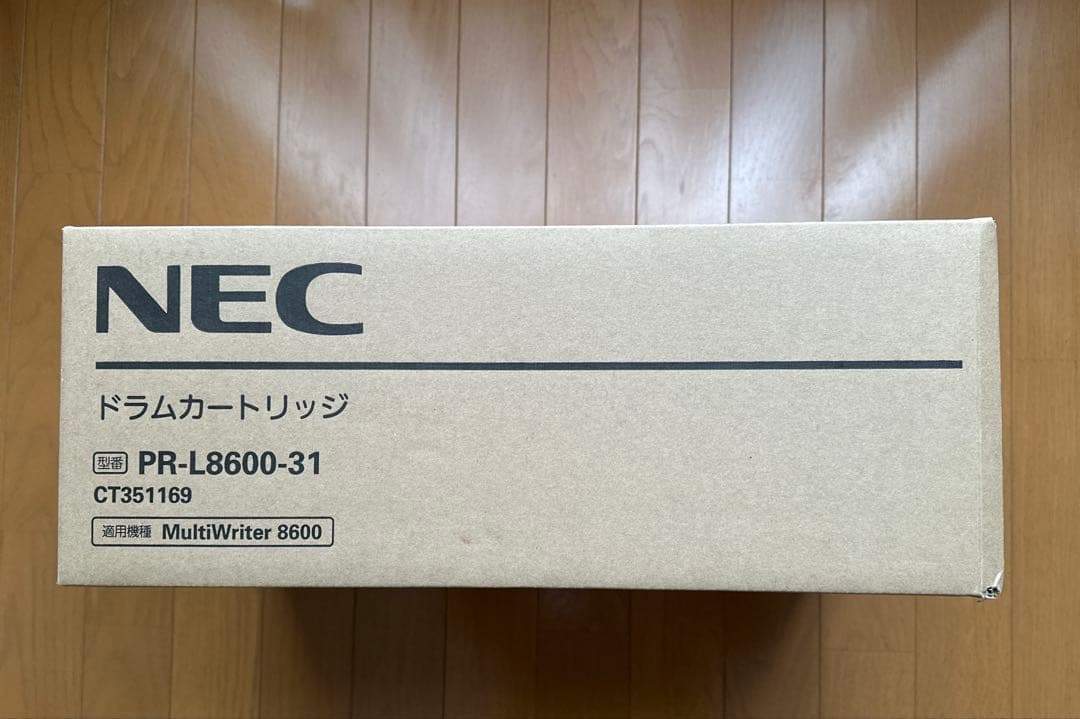 NEC
ドラムカートリッジ
型番 PR-L8600-31
CT351169
適用機種 MultiWriter 8600